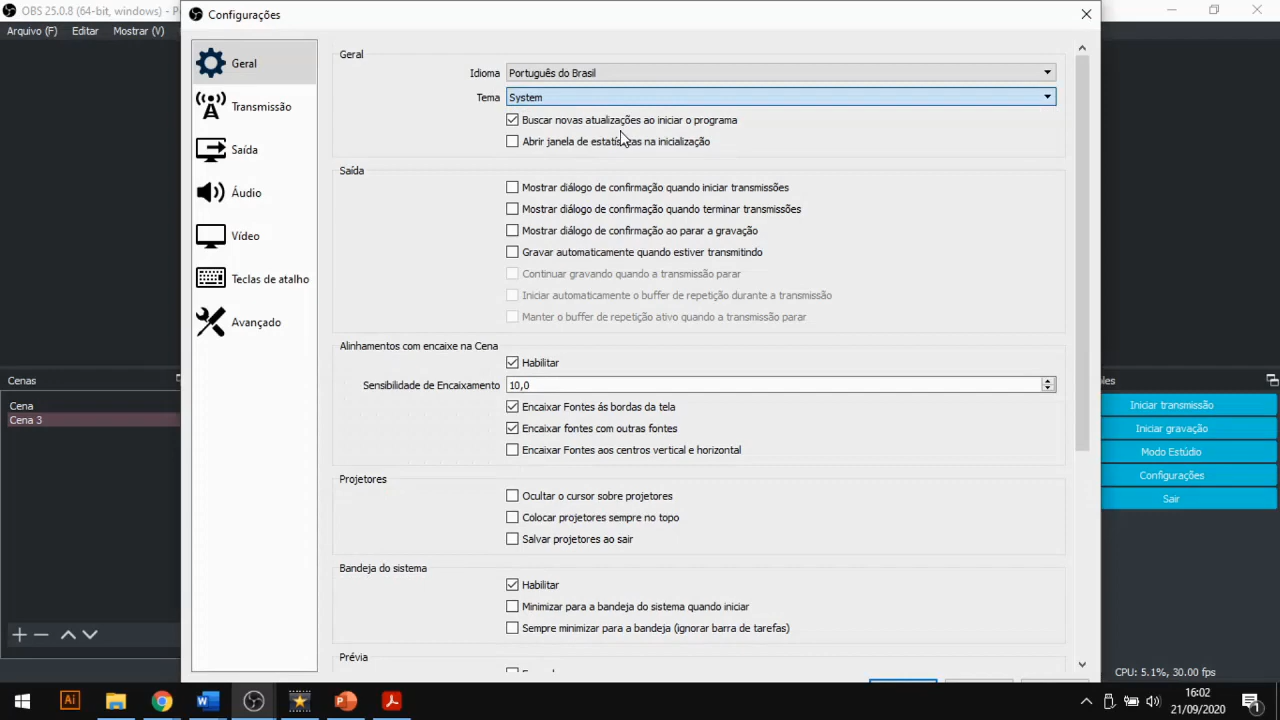 OBS 25.0.8 (64-bit, windows) - P
Configurações
Arquivo (F) Editar Mostrar (V)
Geral
Transmissão
Saída
Áudio
Vídeo
Teclas de atalho
Avançado
Geral
Idioma Português do Brasil
Tema System
Buscar novas atualizações ao iniciar o programa
Abrir janela de estatísticas na inicialização
Saída
Mostrar diálogo de confirmação quando iniciar transmissões
Mostrar diálogo de confirmação quando terminar transmissões
Mostrar diálogo de confirmação ao parar a gravação
Gravar automaticamente quando estiver transmitindo
Continuar gravando quando a transmissão parar
Iniciar automaticamente o buffer de repetição durante a transmissão
Manter o buffer de repetição ativo quando a transmissão parar
Alinhamentos com encaixe na Cena
Habilitar
Sensibilidade de Encaixamento 10,0
Encaixar Fontes ás bordas da tela
Encaixar fontes com outras fontes
Encaixar Fontes aos centros vertical e horizontal
Projetores
Ocultar o cursor sobre projetores
Colocar projetores sempre no topo
Salvar projetores ao sair
Bandeja do sistema
Habilitar
Minimizar para a bandeja do sistema quando iniciar
Sempre minimizar para a bandeja (ignorar barra de tarefas)
Prévia
Cenas
Cena
Cena 3
les
Iniciar transmissão
Iniciar gravação
Modo Estúdio
Configurações
Sair
CPU: 5.1%, 30.00 fps
Ai
W
P
16:02
21/09/2020
1